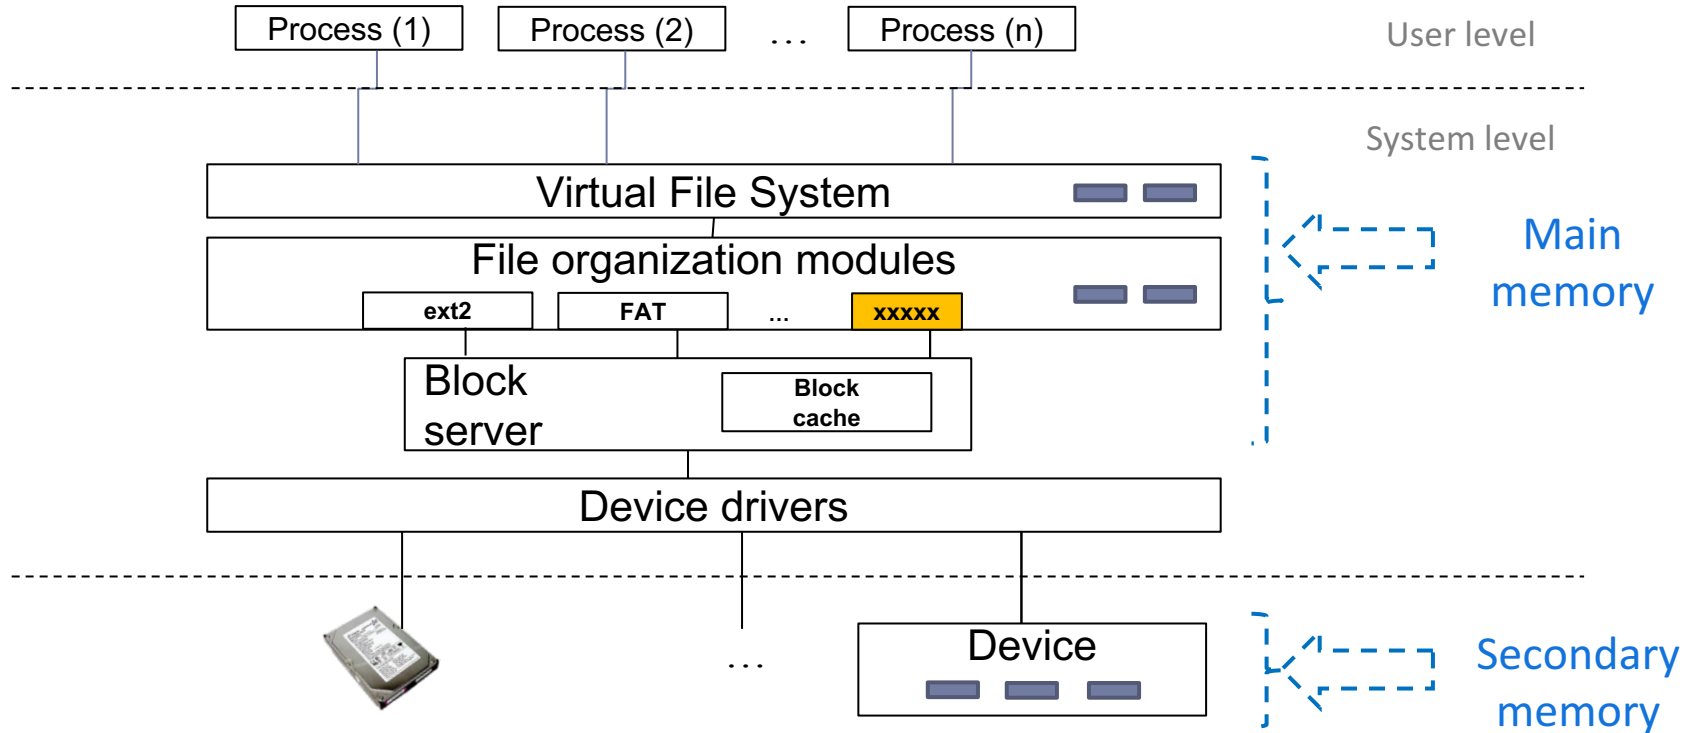 Process (1)
Process (2)
...
Process (n)
User level
System level
Virtual File System
Main
memory
File organization modules
ext2
FAT
...
xxxxx
Block
server
Block
cache
Device drivers
...
Device
Secondary
memory